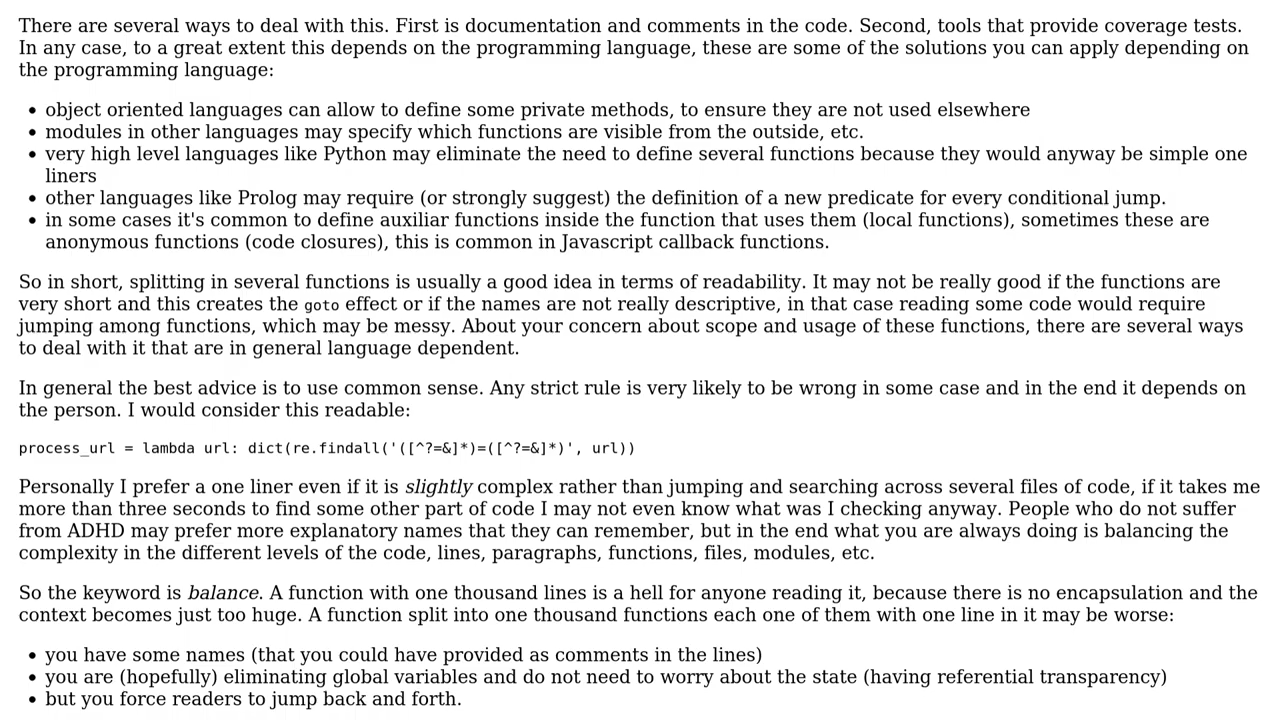 There are several ways to deal with this. First is documentation and comments in the code. Second, tools that provide coverage tests.
In any case, to a great extent this depends on the programming language, these are some of the solutions you can apply depending on
the programming language:
• object oriented languages can allow to define some private methods, to ensure they are not used elsewhere
• modules in other languages may specify which functions are visible from the outside, etc.
• very high level languages like Python may eliminate the need to define several functions because they would anyway be simple one
liners
• other languages like Prolog may require (or strongly suggest) the definition of a new predicate for every conditional jump.
• in some cases it's common to define auxiliar functions inside the function that uses them (local functions), sometimes these are
anonymous functions (code closures), this is common in Javascript callback functions.
So in short, splitting in several functions is usually a good idea in terms of readability. It may not be really good if the functions are
very short and this creates the goto effect or if the names are not really descriptive, in that case reading some code would require
jumping among functions, which may be messy. About your concern about scope and usage of these functions, there are several ways
to deal with it that are in general language dependent.
In general the best advice is to use common sense. Any strict rule is very likely to be wrong in some case and in the end it depends on
the person. I would consider this readable:
process_url = lambda url: dict(re.findall('([^?=&]*)=([^?=&]*)', url))
Personally I prefer a one liner even if it is slightly complex rather than jumping and searching across several files of code, if it takes me
more than three seconds to find some other part of code I may not even know what was I checking anyway. People who do not suffer
from ADHD may prefer more explanatory names that they can remember, but in the end what you are always doing is balancing the
complexity in the different levels of the code, lines, paragraphs, functions, files, modules, etc.
So the keyword is balance. A function with one thousand lines is a hell for anyone reading it, because there is no encapsulation and the
context becomes just too huge. A function split into one thousand functions each one of them with one line in it may be worse:
• you have some names (that you could have provided as comments in the lines)
• you are (hopefully) eliminating global variables and do not need to worry about the state (having referential transparency)
• but you force readers to jump back and forth.